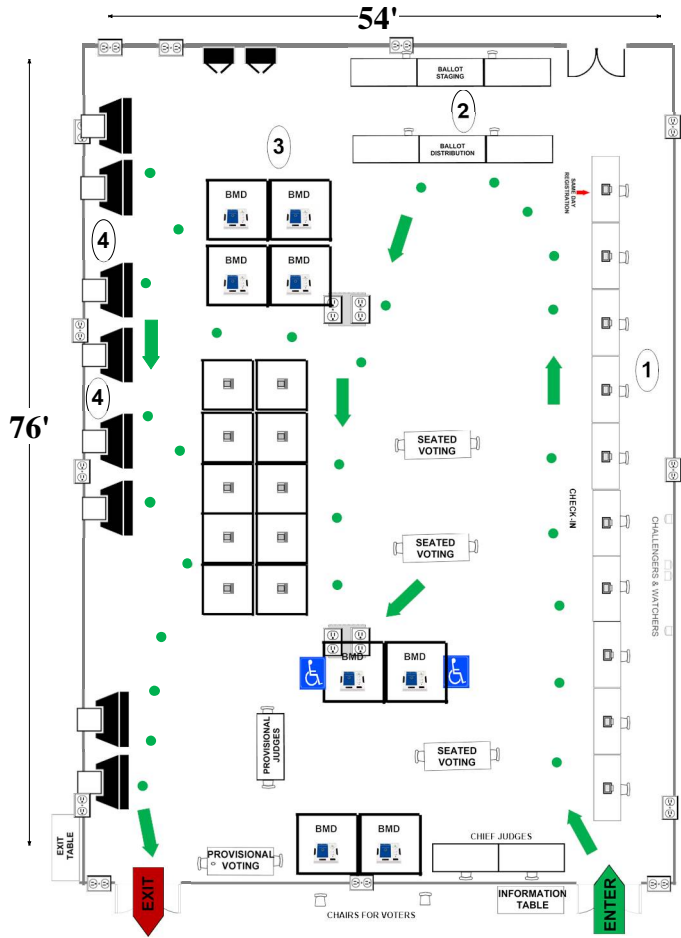 54'
BALLOT
STAGING
2
BALLOT
DISTRIBUTION
3
SAME DAY
REGISTRATION
BMD
BMD
4
BMD
BMD
1
4
76'
SEATED
VOTING
CHECK-IN
CHALLENGERS & WATCHERS
SEATED
VOTING
BMD
BMD
PROVISIONAL
JUDGES
SEATED
VOTING
EXIT
TABLE
BMD
BMD
CHIEF JUDGES
PROVISIONAL
VOTING
EXIT
INFORMATION
TABLE
ENTER
CHAIRS FOR VOTERS